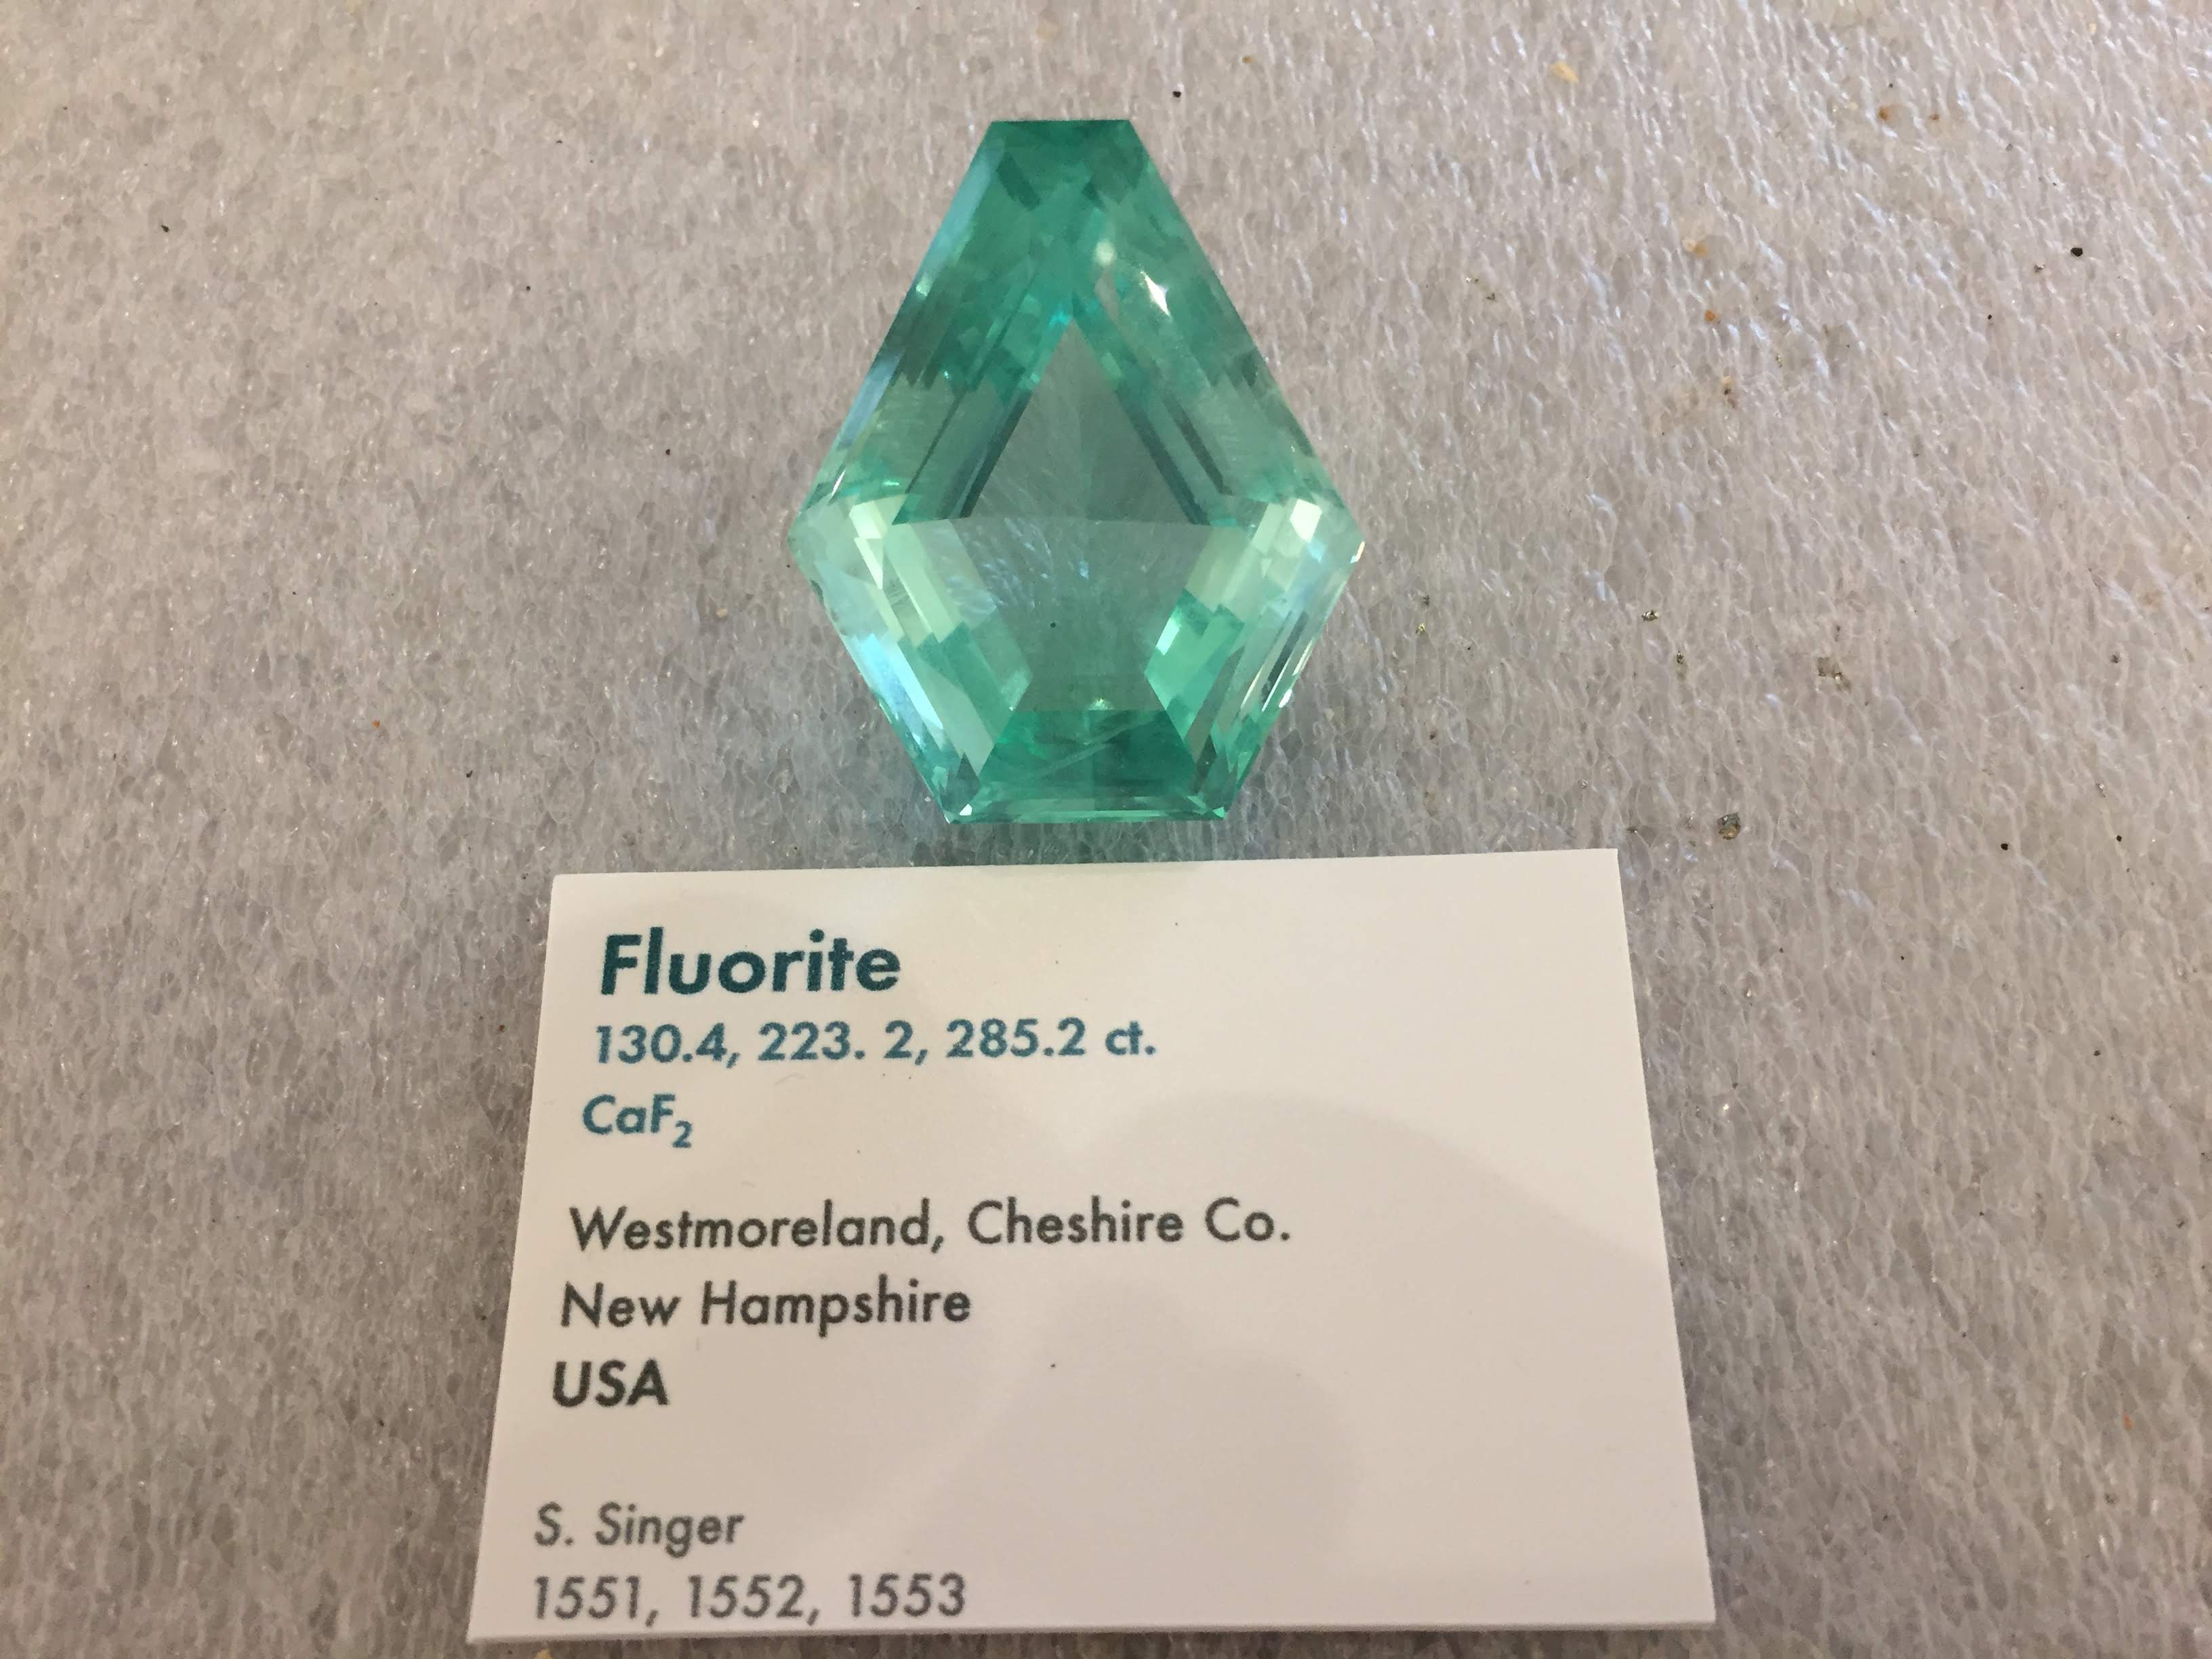 Fluorite
130.4, 223. 2, 285.2 ct.
CaF₂
Westmoreland, Cheshire Co.
New Hampshire
USA
S. Singer
1551, 1552, 1553